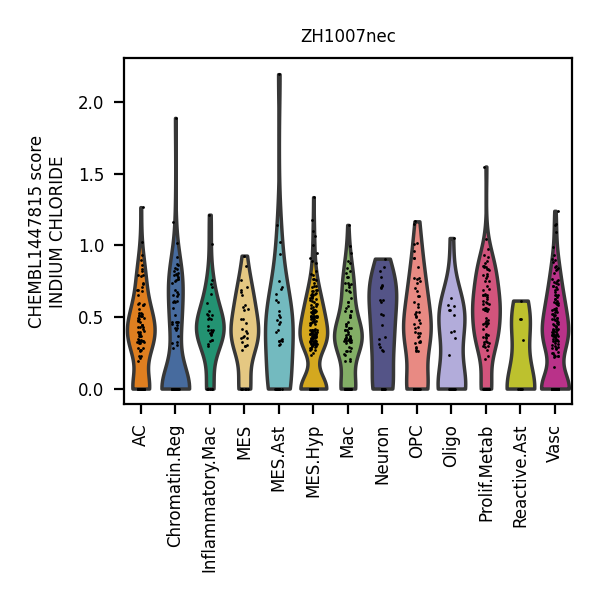 ZH1007nec
CHEMBL1447815 score
INDIUM CHLORIDE
2.0
1.5
1.0
0.5
0.0
AC
Chromatin.Reg
Inflammatory.Mac
MES
MES.Ast
MES.Hyp
Mac
Neuron
OPC
Oligo
Prolif.Metab
Reactive.Ast
Vasc